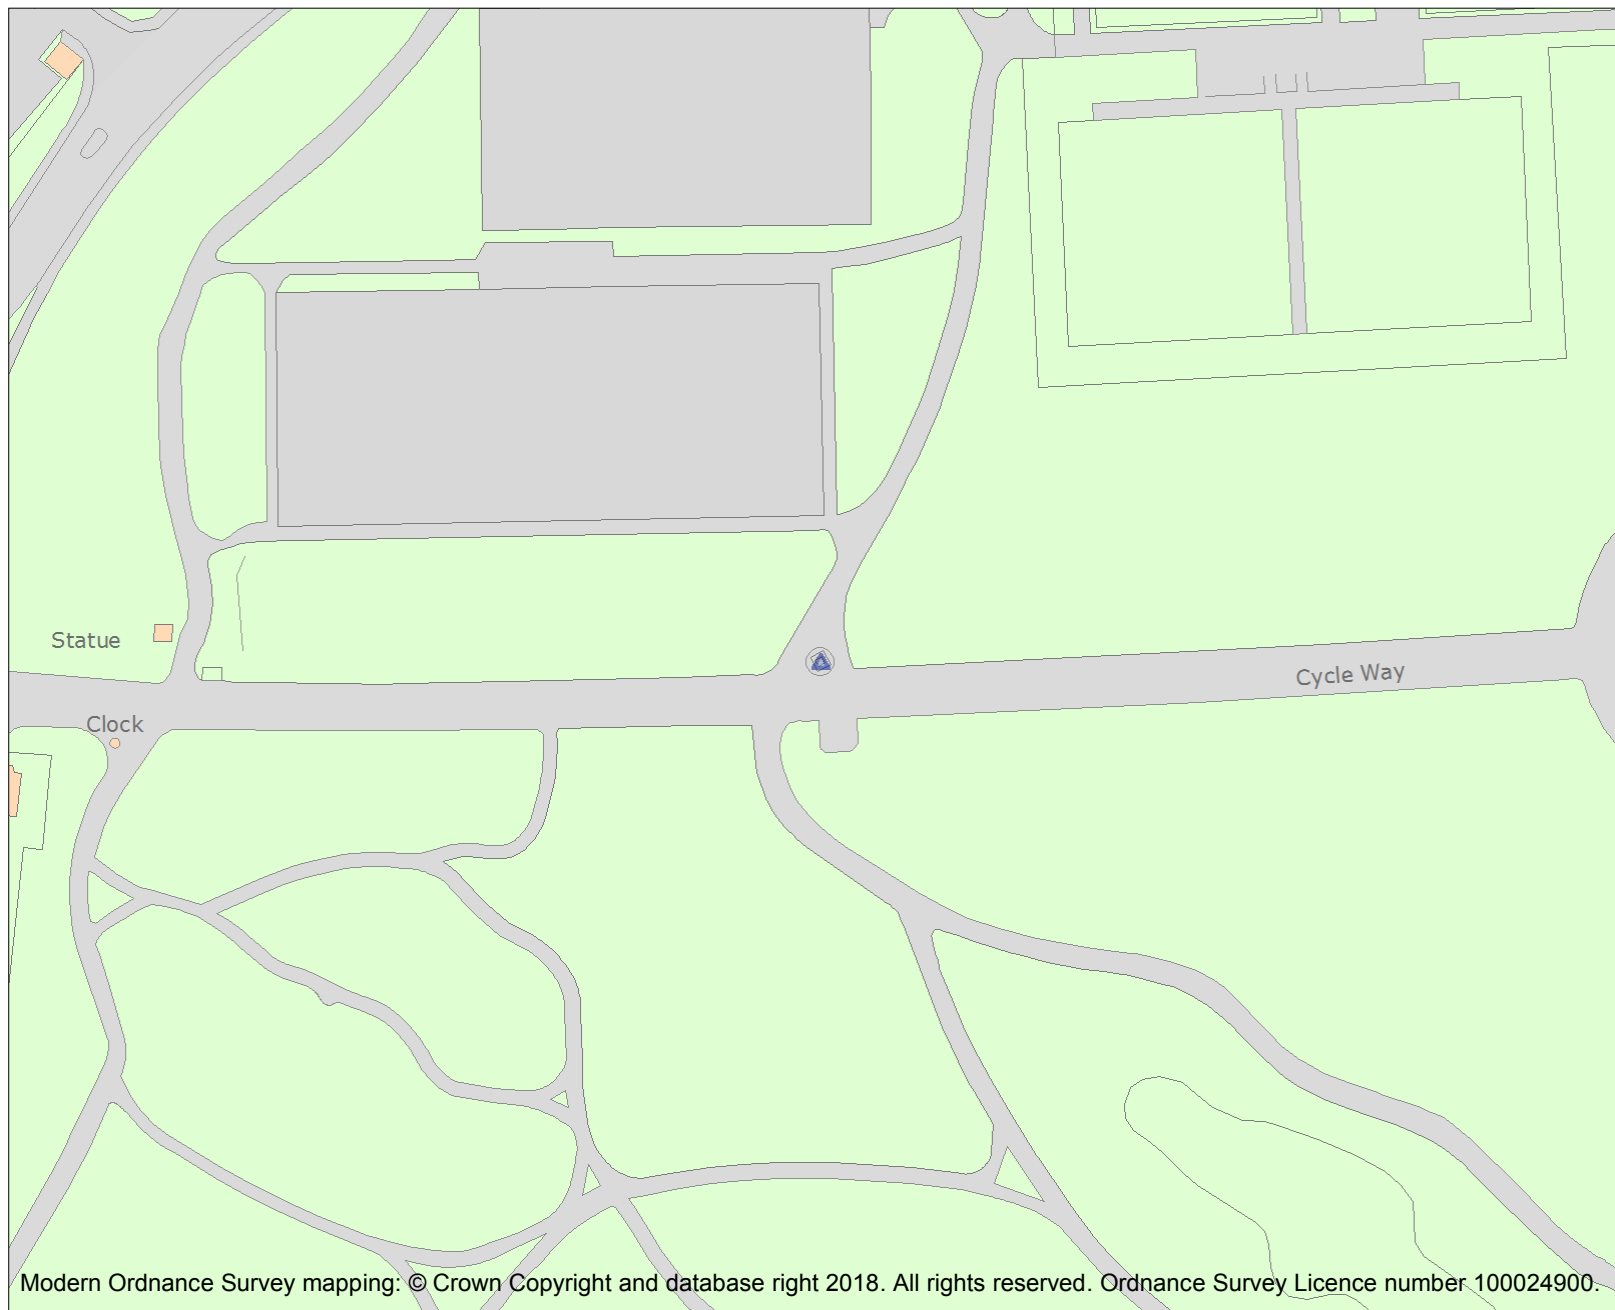 Statue
Cycle Way
Clock
Modern Ordnance Survey mapping: © Crown Copyright and database right 2018. All rights reserved. Ordnance Survey Licence number 100024900.